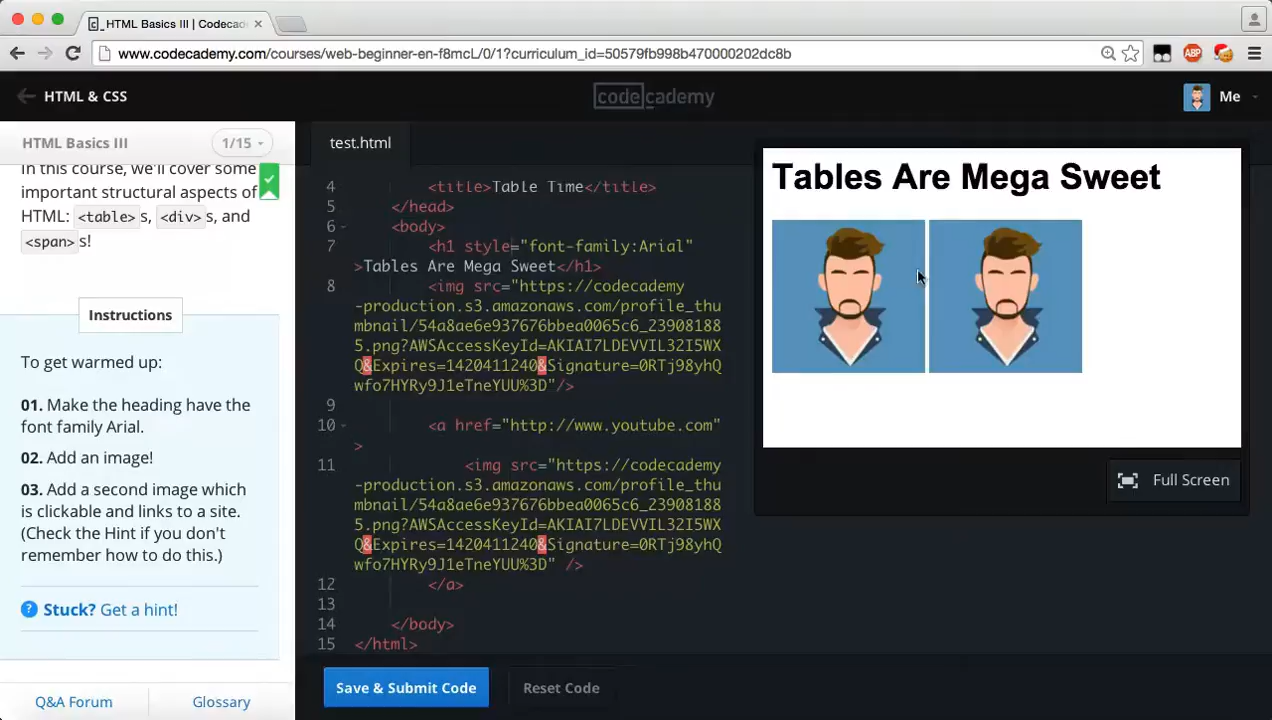 _HTML Basics III | Codecad
www.codecademy.com/courses/web-beginner-en-f8mcL/0/1?curriculum_id=50579fb998b470000202dc8b
ABP
HTML & CSS
codecademy
Me
HTML Basics III
1/15
test.html
In this course, we'll cover some
important structural aspects of
HTML: <table>s, <div>s, and
<span>s!
Instructions
To get warmed up:
01. Make the heading have the
font family Arial.
02. Add an image!
03. Add a second image which
is clickable and links to a site.
(Check the Hint if you don't
remember how to do this.)
? Stuck? Get a hint!
Q&A Forum
Glossary
4 <title>Table Time</title>
5 </head>
6 <body>
7 <h1 style="font-family:Arial"
>Tables Are Mega Sweet</h1>
8 <img src="https://codecademy
-production.s3.amazonaws.com/profile_thu
mbnail/54a8ae6e937676bbea0065c6_23908188
5.png?AWSAccessKeyId=AKIAI7LDEVVIL32I5WX
Q&Expires=1420411240&Signature=0RTj98yhQ
wfo7HYRy9J1eTneYUU%3D"/>
9
10 <a href="http://www.youtube.com"
>
11 <img src="https://codecademy
-production.s3.amazonaws.com/profile_thu
mbnail/54a8ae6e937676bbea0065c6_23908188
5.png?AWSAccessKeyId=AKIAI7LDEVVIL32I5WX
Q&Expires=1420411240&Signature=0RTj98yhQ
wfo7HYRy9J1eTneYUU%3D" />
12 </a>
13
14 </body>
15 </html>
Save & Submit Code
Reset Code
Tables Are Mega Sweet
Full Screen